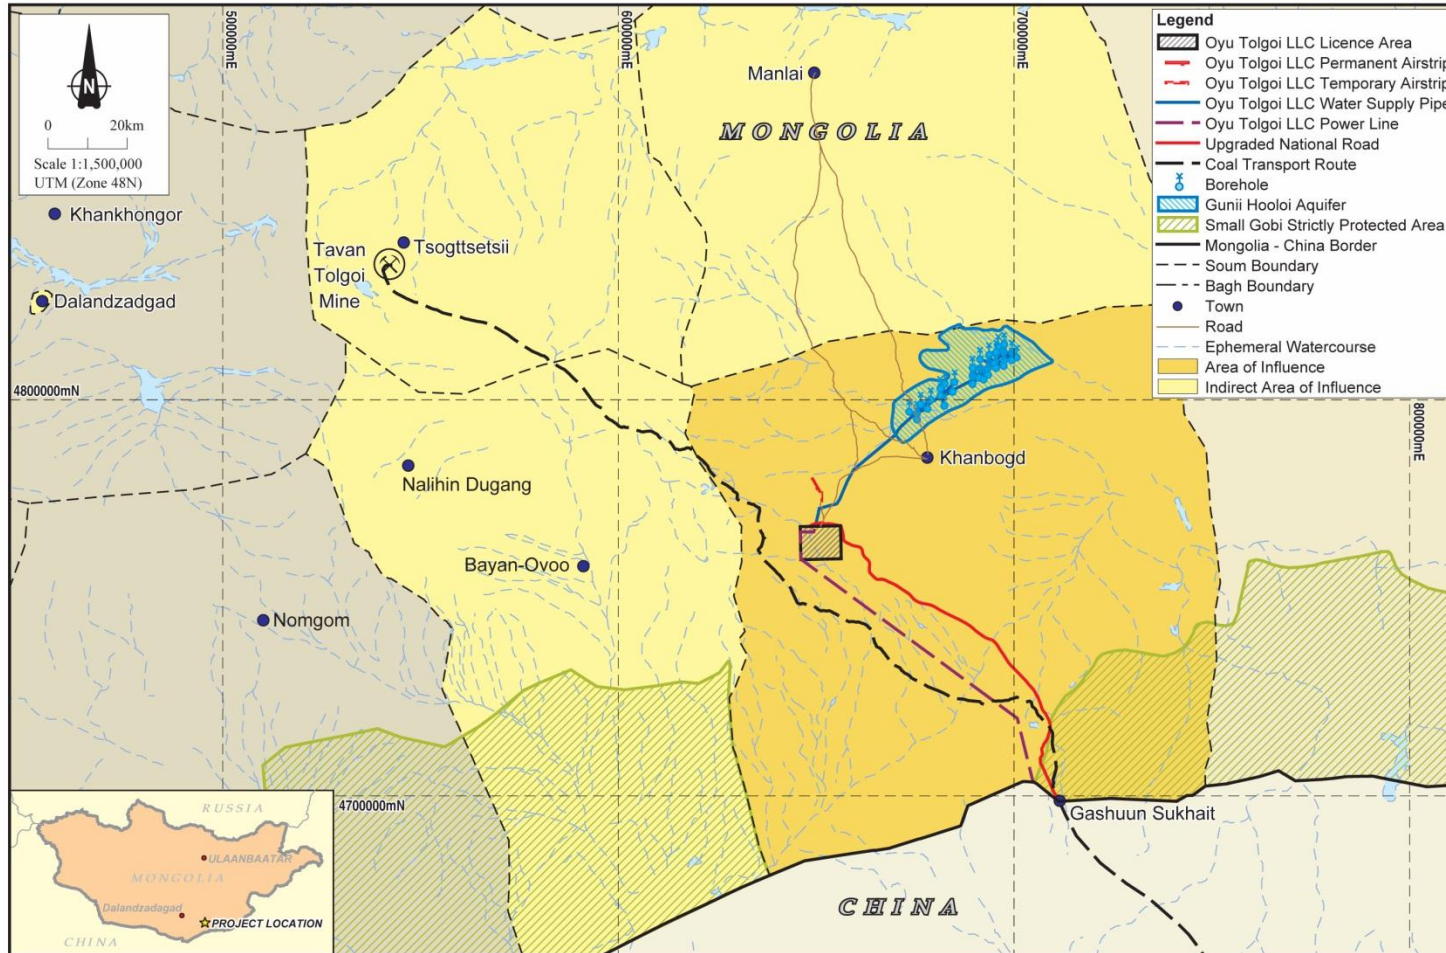 N
0 20km
Scale 1:1,500,000
UTM (Zone 48N)
500000mE
600000mE
700000mE
800000mE
4800000mN
4700000mN
Manlai
MONGOLIA
Khankhongor
Tsogttsetsii
Tavan
Tolgoi
Mine
Dalandzadgad
Khanbogd
Nalihin Dugang
Bayan-Ovoo
Nomgom
Gashuun Sukhait
CHINA
Legend
Oyu Tolgoi LLC Licence Area
Oyu Tolgoi LLC Permanent Airstrip
Oyu Tolgoi LLC Temporary Airstrip
Oyu Tolgoi LLC Water Supply Pipe
Oyu Tolgoi LLC Power Line
Upgraded National Road
Coal Transport Route
Borehole
Gunii Hooloi Aquifer
Small Gobi Strictly Protected Area
Mongolia - China Border
Soum Boundary
Bagh Boundary
Town
Road
Ephemeral Watercourse
Area of Influence
Indirect Area of Influence
RUSSIA
ULAANBAATAR
MONGOLIA
Dalandzadagad
PROJECT LOCATION
CHINA